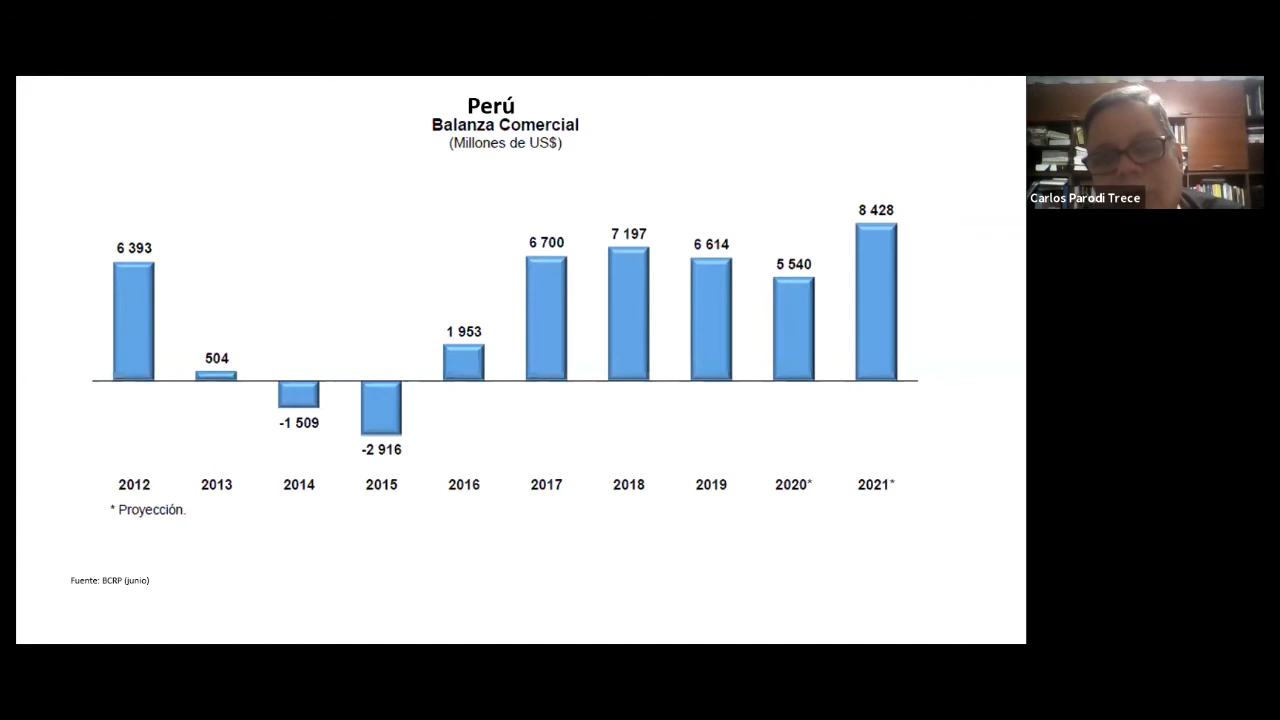 Perú
Balanza Comercial
(Millones de US$)
6 393
504
-1 509
-2 916
1 953
6 700
7 197
6 614
5 540
8 428
2012 2013 2014 2015 2016 2017 2018 2019 2020* 2021*
* Proyección.
Fuente: BCRP (junio)
Carlos Parodi Trece